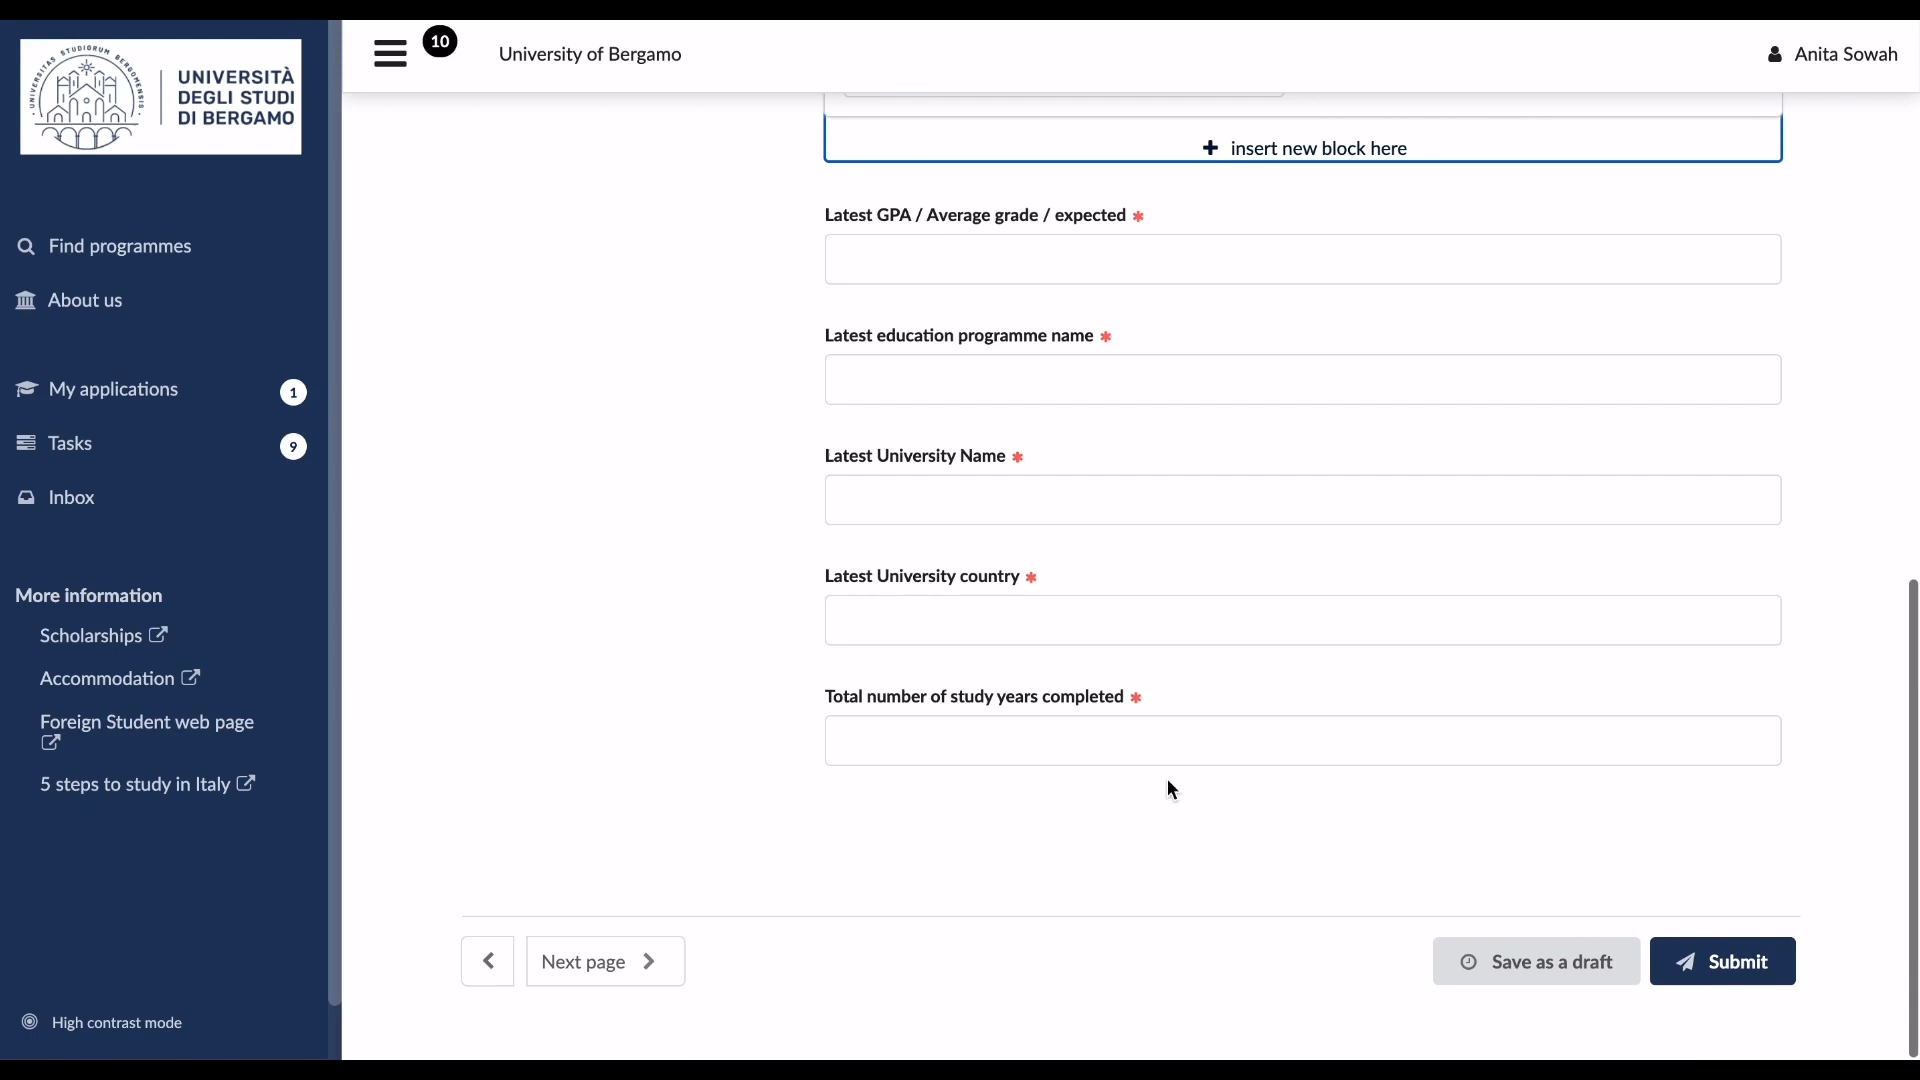 UNIVERSITÀ
DEGLI STUDI
DI BERGAMO
10
University of Bergamo
Anita Sowah
Find programmes
About us
My applications
1
Tasks
9
Inbox
More information
Scholarships
Accommodation
Foreign Student web page
5 steps to study in Italy
High contrast mode
insert new block here
Latest GPA / Average grade / expected *
Latest education programme name *
Latest University Name *
Latest University country *
Total number of study years completed *
Next page
Save as a draft
Submit